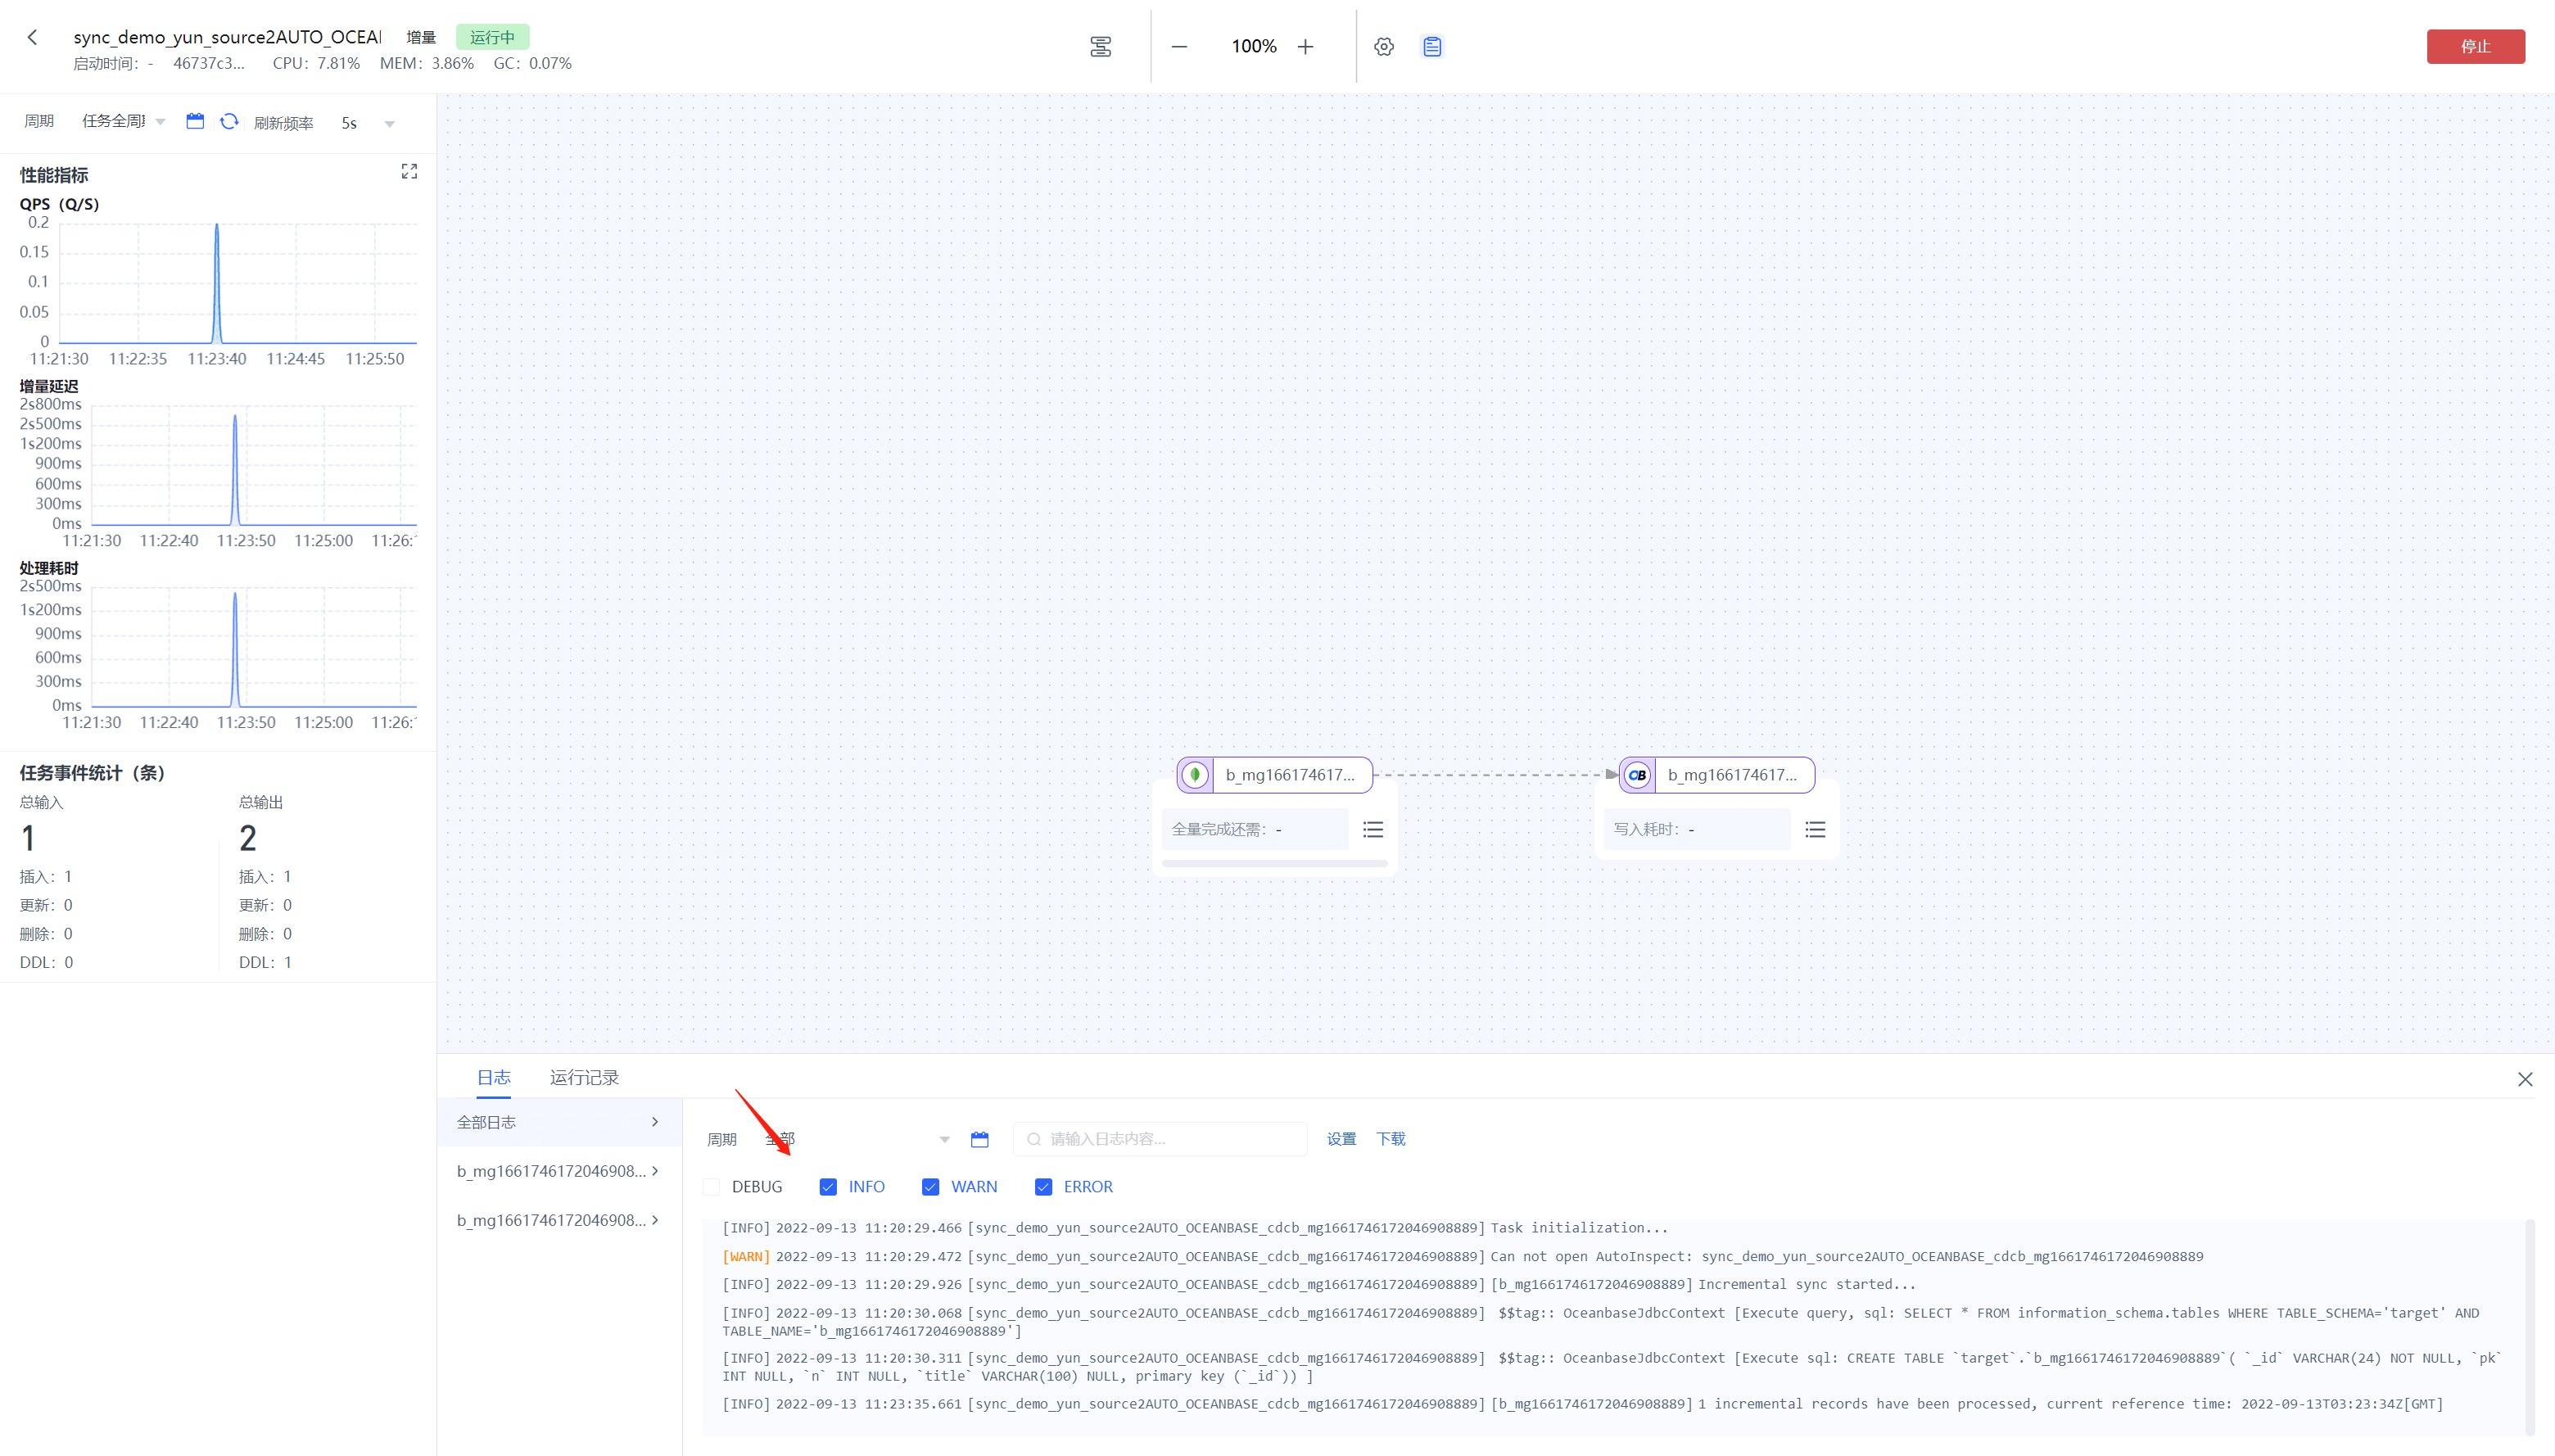 sync_demo_yun_source2AUTO_OCEAI 增量 运行中
启动时间: - 46737c3... CPU: 7.81% MEM: 3.86% GC: 0.07%
100%
停止
周期 任务全周期 刷新频率 5s
性能指标
QPS (Q/S)
0.2
0.15
0.1
0.05
0
11:21:30 11:22:35 11:23:40 11:24:45 11:25:50
增量延迟
2s800ms
2s500ms
1s200ms
900ms
600ms
300ms
0ms
11:21:30 11:22:40 11:23:50 11:25:00 11:26:1
处理耗时
2s500ms
1s200ms
900ms
600ms
300ms
0ms
11:21:30 11:22:40 11:23:50 11:25:00 11:26:1
任务事件统计（条）
总输入 总输出
1 2
插入: 1 插入: 1
更新: 0 更新: 0
删除: 0 删除: 0
DDL: 0 DDL: 1
b_mg166174617... OB b_mg166174617...
全量完成还需: - 写入耗时: -
日志 运行记录
全部日志
b_mg1661746172046908...
b_mg1661746172046908...
周期 全部 请输入日志内容... 设置 下载
DEBUG INFO WARN ERROR
[INFO] 2022-09-13 11:20:29.466 [sync_demo_yun_source2AUTO_OCEANBASE_cdcb_mg1661746172046908889] Task initialization...
[WARN] 2022-09-13 11:20:29.472 [sync_demo_yun_source2AUTO_OCEANBASE_cdcb_mg1661746172046908889] Can not open AutoInspect: sync_demo_yun_source2AUTO_OCEANBASE_cdcb_mg1661746172046908889
[INFO] 2022-09-13 11:20:29.926 [sync_demo_yun_source2AUTO_OCEANBASE_cdcb_mg1661746172046908889] [b_mg1661746172046908889] Incremental sync started...
[INFO] 2022-09-13 11:20:30.068 [sync_demo_yun_source2AUTO_OCEANBASE_cdcb_mg1661746172046908889] $$tag:: OceanbaseJdbcContext [Execute query, sql: SELECT * FROM information_schema.tables WHERE TABLE_SCHEMA='target' AND
TABLE_NAME='b_mg1661746172046908889']
[INFO] 2022-09-13 11:20:30.311 [sync_demo_yun_source2AUTO_OCEANBASE_cdcb_mg1661746172046908889] $$tag:: OceanbaseJdbcContext [Execute sql: CREATE TABLE `target`.`b_mg1661746172046908889`( `_id` VARCHAR(24) NOT NULL, `pk`
INT NULL, `n` INT NULL, `title` VARCHAR(100) NULL, primary key (`_id`)) ]
[INFO] 2022-09-13 11:23:35.661 [sync_demo_yun_source2AUTO_OCEANBASE_cdcb_mg1661746172046908889] [b_mg1661746172046908889] 1 incremental records have been processed, current reference time: 2022-09-13T03:23:34Z[GMT]